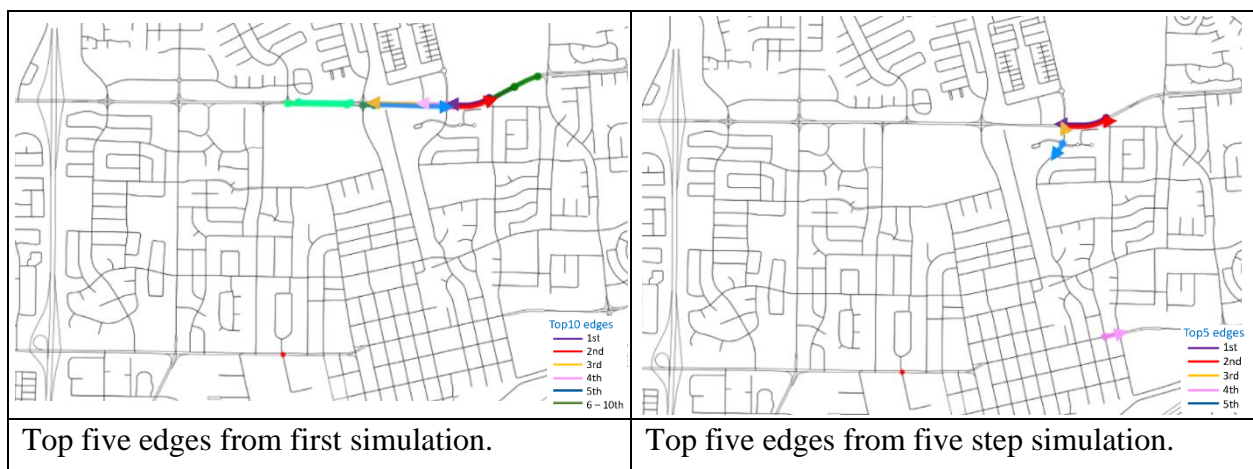 Top10 edges
1st
2nd
3rd
4th
5th
6 – 10th
Top5 edges
1st
2nd
3rd
4th
5th
Top five edges from first simulation.
Top five edges from five step simulation.